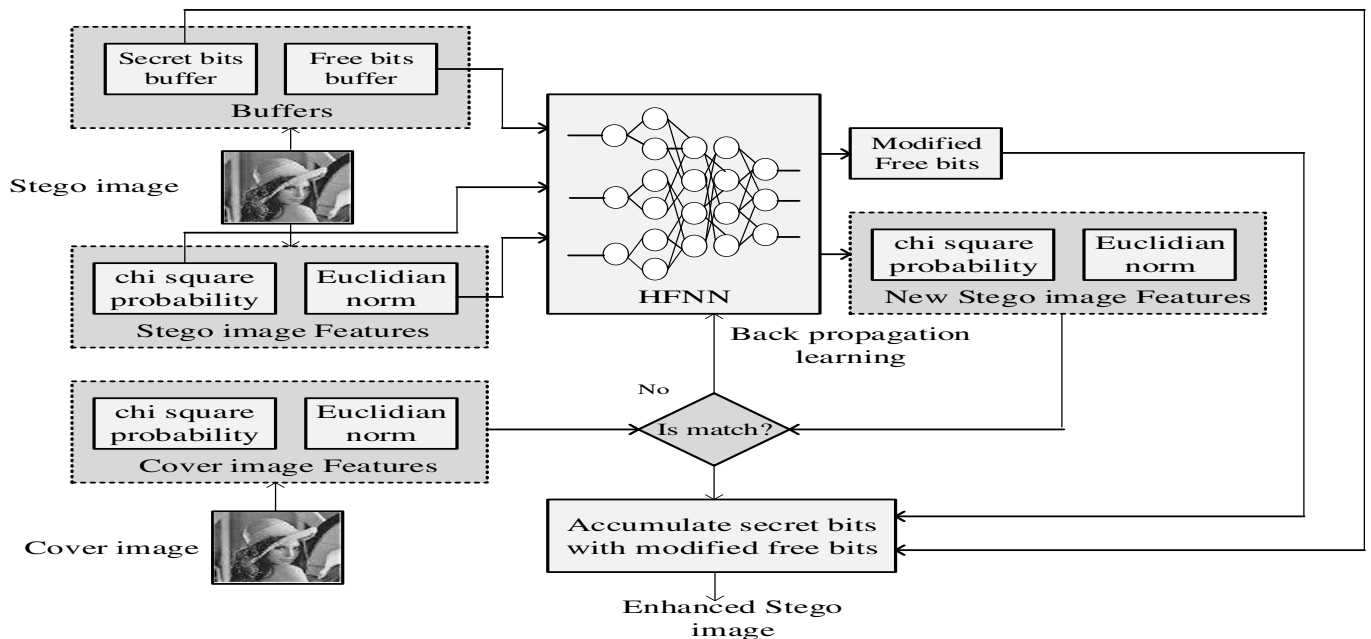 Secret bits
buffer
Free bits
buffer
Buffers
Stego image
chi square
probability
Euclidian
norm
Stego image Features
HFNN
Modified
Free bits
chi square
probability
Euclidian
norm
New Stego image Features
Back propagation
learning
No
Is match?
chi square
probability
Euclidian
norm
Cover image Features
Cover image
Accumulate secret bits
with modified free bits
Enhanced Stego
image